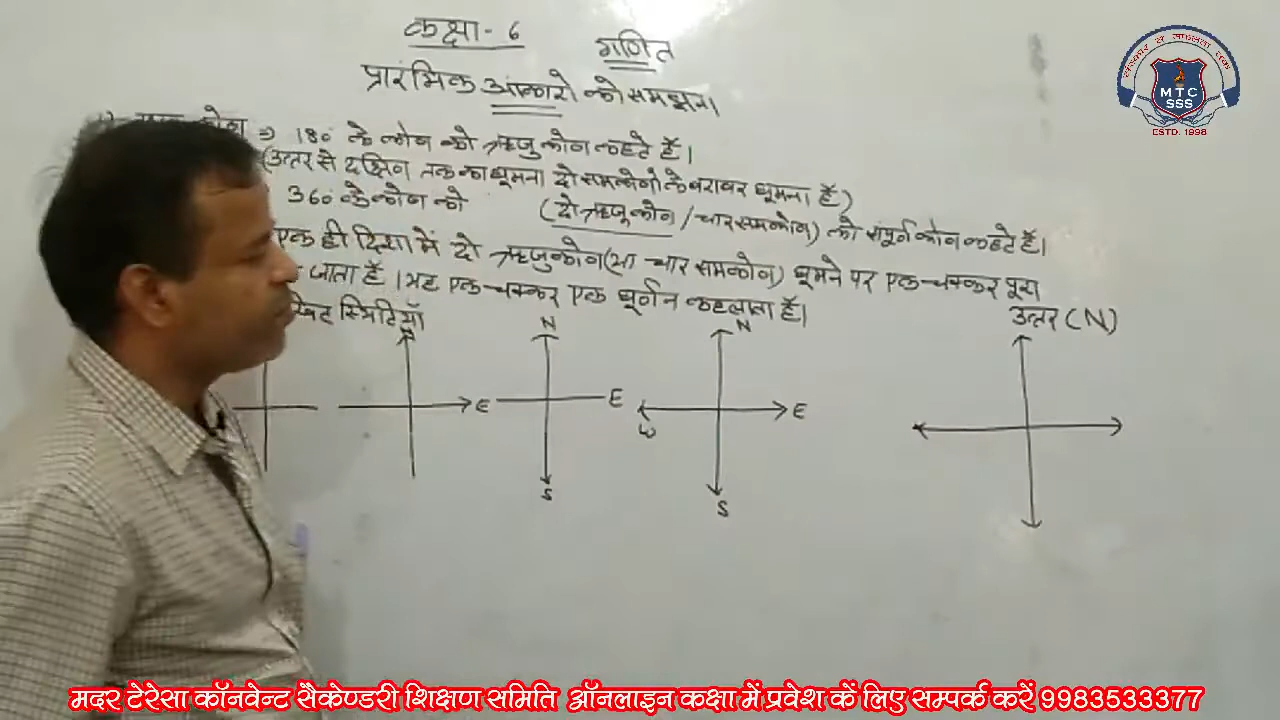 कक्षा - 6 गणित
प्रारंभिक आकारो को समझना
⇒ 180° के कोण को ऋजु कोण कहते हैं।
(उत्तर से दक्षिण तक का घूमना दो समकोणो के बराबर घूमना हैं)
360 के कोण को (दो ऋजु कोण / चार समकोण) को संपूर्ण कोण कहते हैं।
एक ही दिशा में दो ऋजुकोण (या चार समकोण) घूमने पर एक चक्कर पूरा
जाता हैं। यह एक चक्कर एक घूर्णन कहलाता हैं।
स्थितियाँ
उत्तर (N)
N N N
E E E
W
S S
संस्कार से सफलता तक
MTC
SSS
ESTD. 1998
मदर टेरेसा कॉनवेन्ट सैकेण्डरी शिक्षण समिति ऑनलाइन कक्षा में प्रवेश कें लिए सम्पर्क करें 9983533377